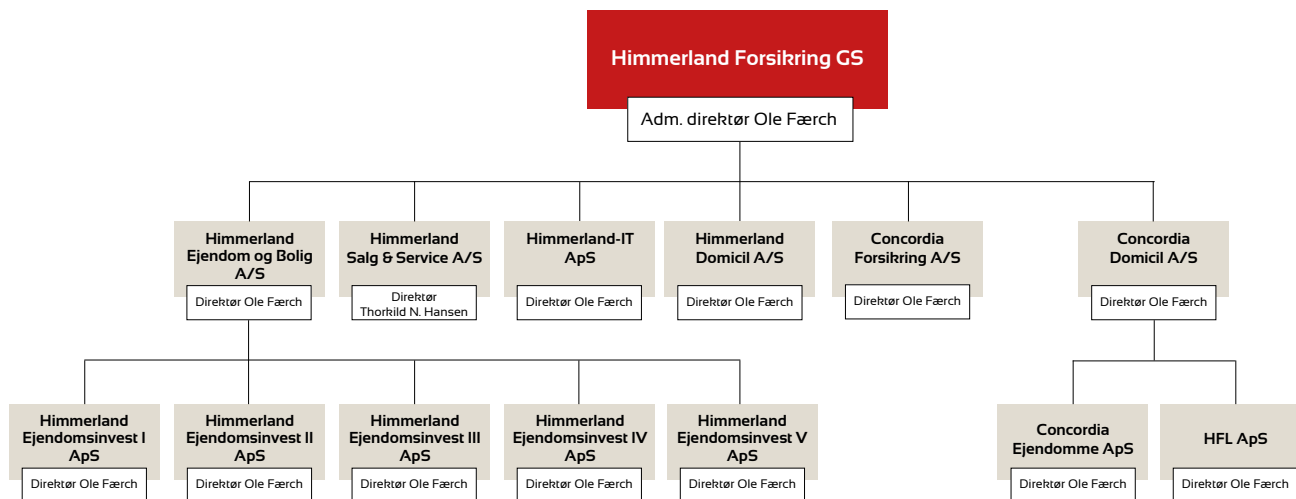 Himmerland Forsikring GS
Adm. direktør Ole Færch
Himmerland
Ejendom og Bolig
A/S
Direktør Ole Færch
Himmerland
Salg & Service A/S
Direktør
Thorkild N. Hansen
Himmerland-IT
ApS
Direktør Ole Færch
Himmerland
Domicil A/S
Direktør Ole Færch
Concordia
Forsikring A/S
Direktør Ole Færch
Concordia
Domicil A/S
Direktør Ole Færch
Himmerland
Ejendomsinvest I
ApS
Direktør Ole Færch
Himmerland
Ejendomsinvest II
ApS
Direktør Ole Færch
Himmerland
Ejendomsinvest III
ApS
Direktør Ole Færch
Himmerland
Ejendomsinvest IV
ApS
Direktør Ole Færch
Himmerland
Ejendomsinvest V
ApS
Direktør Ole Færch
Concordia
Ejendomme ApS
Direktør Ole Færch
HFL ApS
Direktør Ole Færch